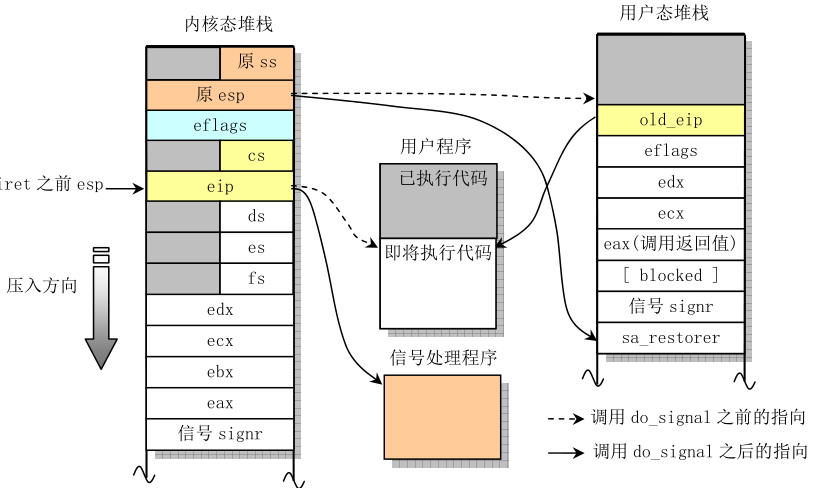 内核态堆栈
原 ss
原 esp
eflags
cs
eip
ds
es
fs
edx
ecx
ebx
eax
信号 signr
iret 之前 esp
压入方向
用户程序
已执行代码
即将执行代码
信号处理程序
用户态堆栈
old_eip
eflags
edx
ecx
eax(调用返回值)
[ blocked ]
信号 signr
sa_restorer
调用 do_signal 之前的指向
调用 do_signal 之后的指向